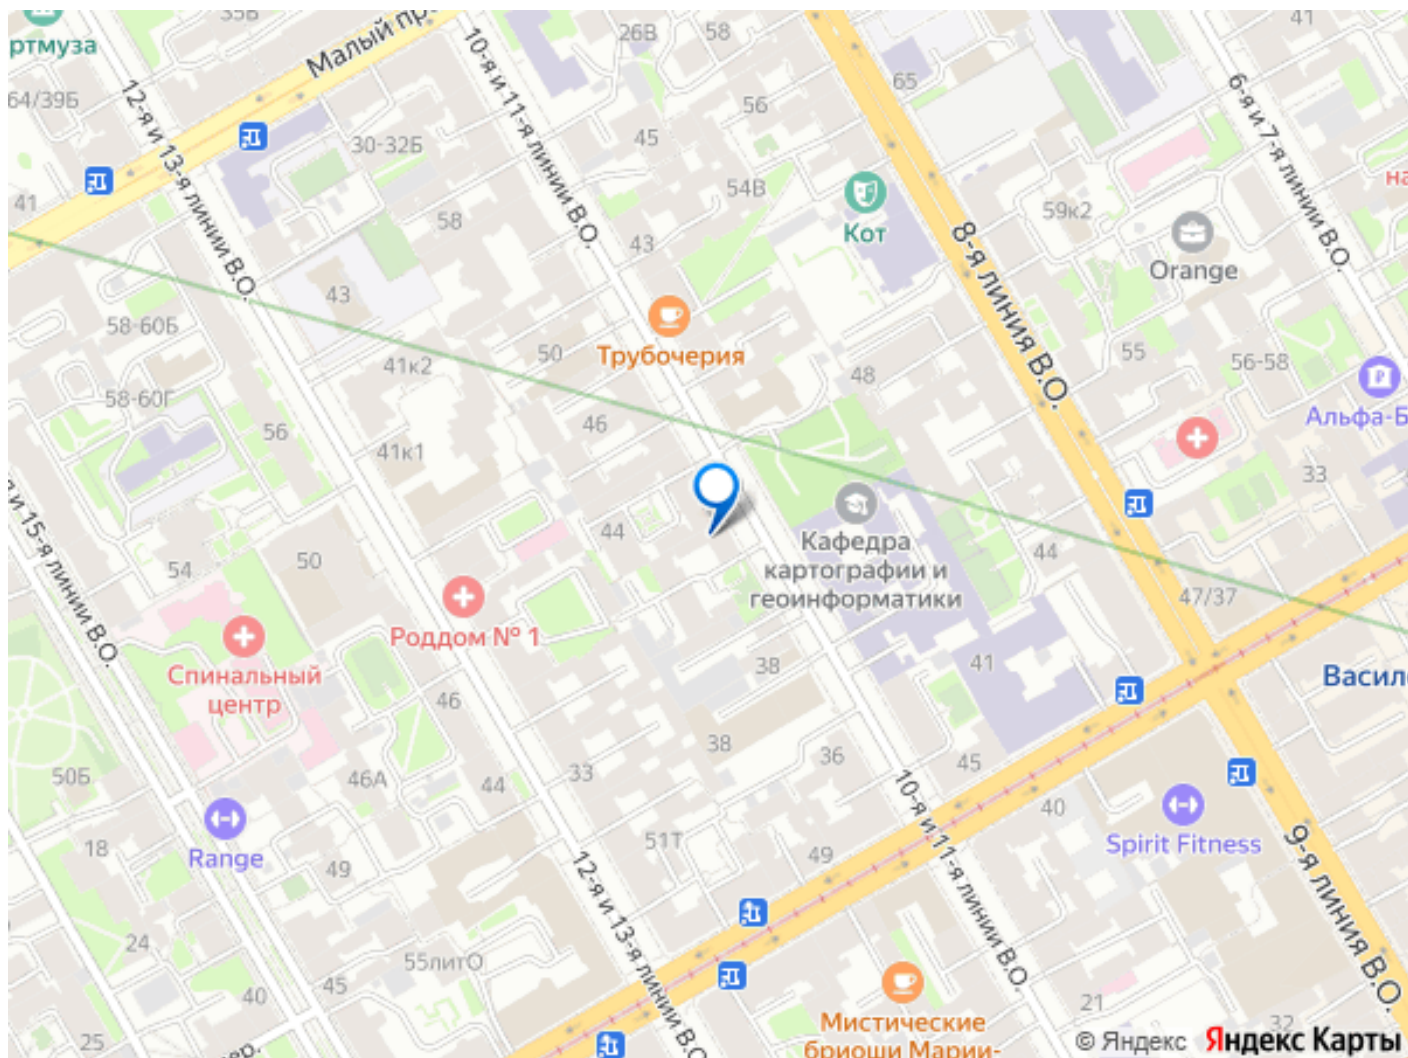 35В
ртмуза
Малый пр
10-я и 11-я линии В.О.
26В
58
41
64/39Б
12-я и 13-я линии В.О.
65
6-я и 7-я линии В.О.
56
45
30-32Б
54В
на
41
59к2
58
Кот
8-я линия В.О.
43
Orange
43
58-60Б
Трубочерия
50
41к2
48
55
56-58
58-60Г
46
Альфа-Б
56
41к1
33
и 15-я линии В.О.
44
Кафедра
картографии и
геоинформатики
44
50
54
47/37
Роддом № 1
Спинальный
центр
38
41
Васил
46
38
36
45
50Б
46А
44
33
10-я и 11-я линии В.О.
40
51Т
49
Spirit Fitness
18
Range
49
12-я и 13-я линии В.О.
9-я линия В.О.
24
55литО
45
40
21
Мистические
бриоши Марии-
32
25
© Яндекс Яндекс Карты